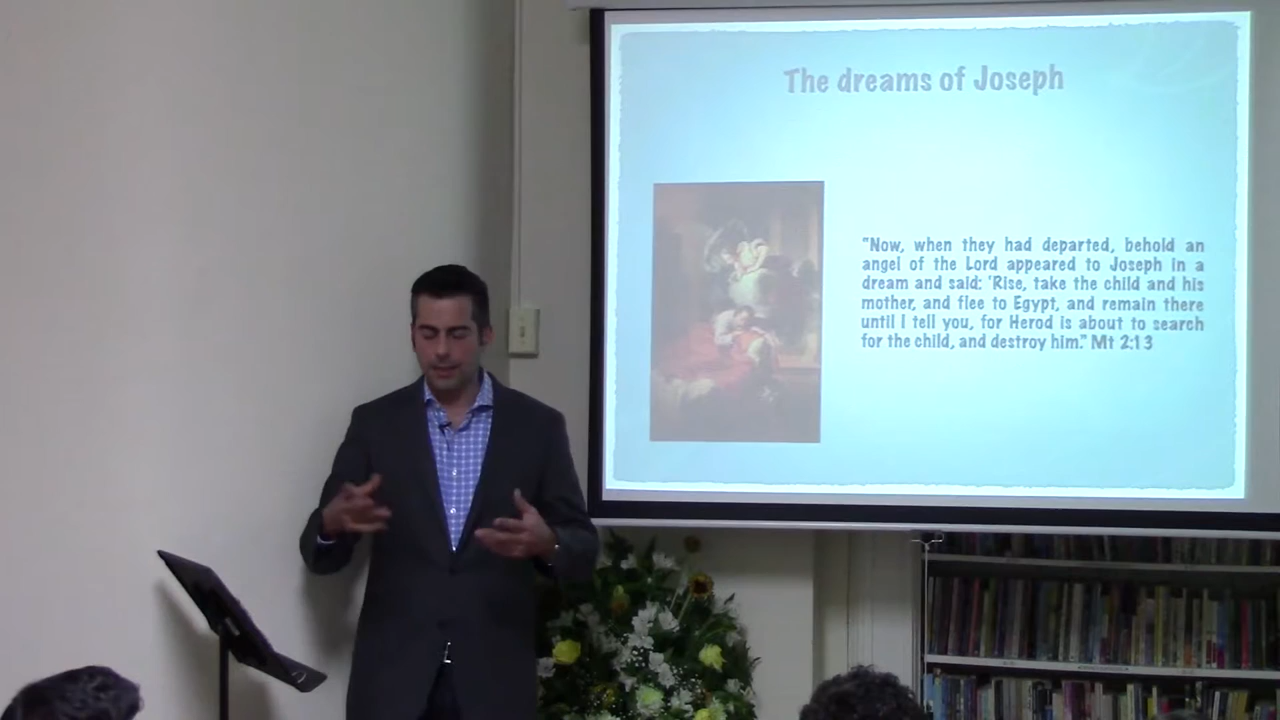 The dreams of Joseph
"Now, when they had departed, behold an
angel of the Lord appeared to Joseph in a
dream and said: 'Rise, take the child and his
mother, and flee to Egypt, and remain there
until I tell you, for Herod is about to search
for the child, and destroy him." Mt 2:13